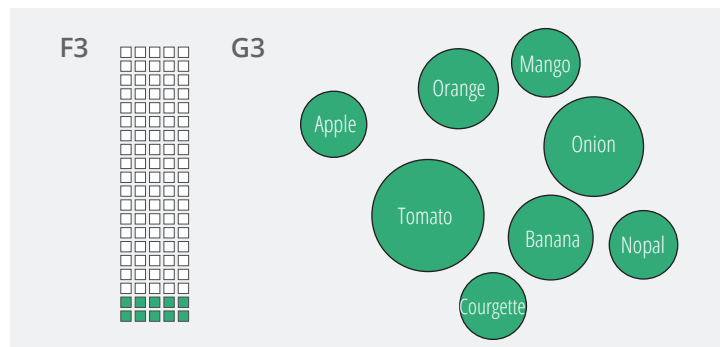 F3
G3
Mango
Orange
Apple
Onion
Tomato
Banana
Nopal
Courgette